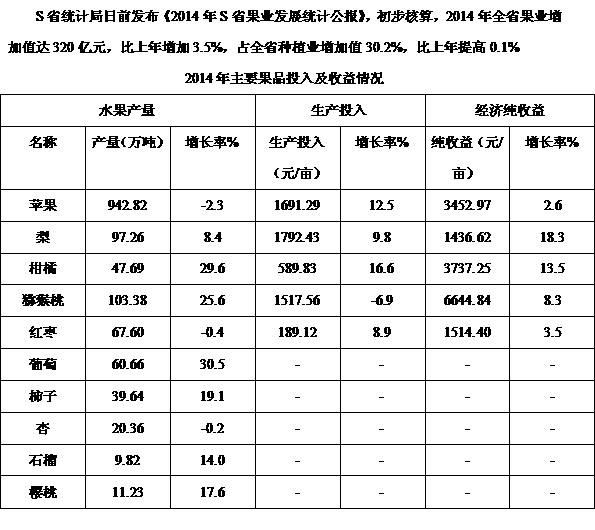 S省统计局日前发布《2014年S省果业发展统计公报》，初步核算，2014年全省果业增
加值达320亿元，比上年增加3.5%，占全省种植业增加值30.2%，比上年提高0.1%
2014年主要果品投入及收益情况
水果产量 生产投入 经济纯收益
名称 产量（万吨） 增长率% 生产投入（元/亩） 增长率% 纯收益（元/亩） 增长率%
苹果 942.82 -2.3 1691.29 12.5 3452.97 2.6
梨 97.26 8.4 1792.43 9.8 1436.62 18.3
柑橘 47.69 29.6 589.83 16.6 3737.25 13.5
猕猴桃 103.38 25.6 1517.56 -6.9 6644.84 8.3
红枣 67.60 -0.4 189.12 8.9 1514.40 3.5
葡萄 60.66 30.5 - - - -
柿子 39.64 19.1 - - - -
杏 20.36 -0.2 - - - -
石榴 9.82 14.0 - - - -
樱桃 11.23 17.6 - - - -